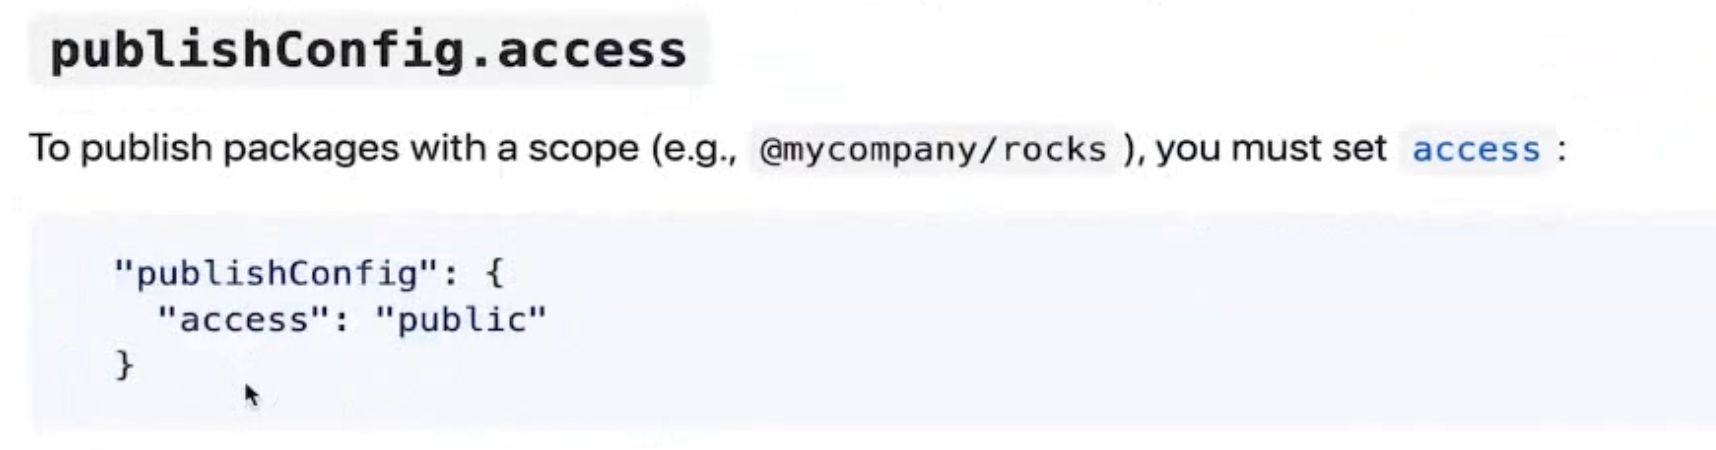 publishConfig.access
To publish packages with a scope (e.g., @mycompany/rocks ), you must set access :
"publishConfig": {
"access": "public"
}